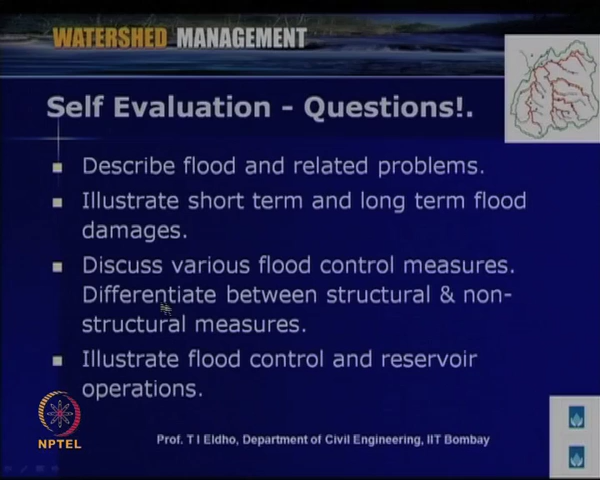 WATERSHED MANAGEMENT
Self Evaluation - Questions!.
Describe flood and related problems.
Illustrate short term and long term flood
damages.
Discuss various flood control measures.
Differentiate between structural & non-
structural measures.
Illustrate flood control and reservoir
operations.
NPTEL
Prof. T I Eldho, Department of Civil Engineering, IIT Bombay